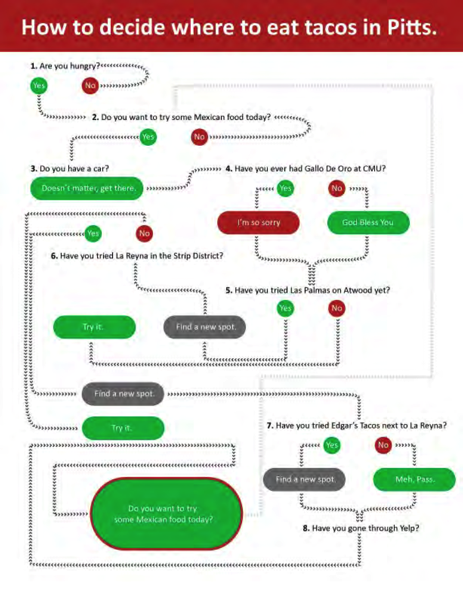 How to decide where to eat tacos in Pitts.
1. Are you hungry?
Yes
No
2. Do you want to try some Mexican food today?
Yes
No
3. Do you have a car?
Doesn't matter, get there.
4. Have you ever had Gallo De Oro at CMU?
Yes
No
I'm so sorry
God Bless You
Yes
No
6. Have you tried La Reyna in the Strip District?
5. Have you tried Las Palmas on Atwood yet?
Yes
No
Try it.
Find a new spot.
Find a new spot.
Try it.
7. Have you tried Edgar's Tacos next to La Reyna?
Yes
No
Find a new spot.
Meh, Pass.
Do you want to try
some Mexican food today?
8. Have you gone through Yelp?